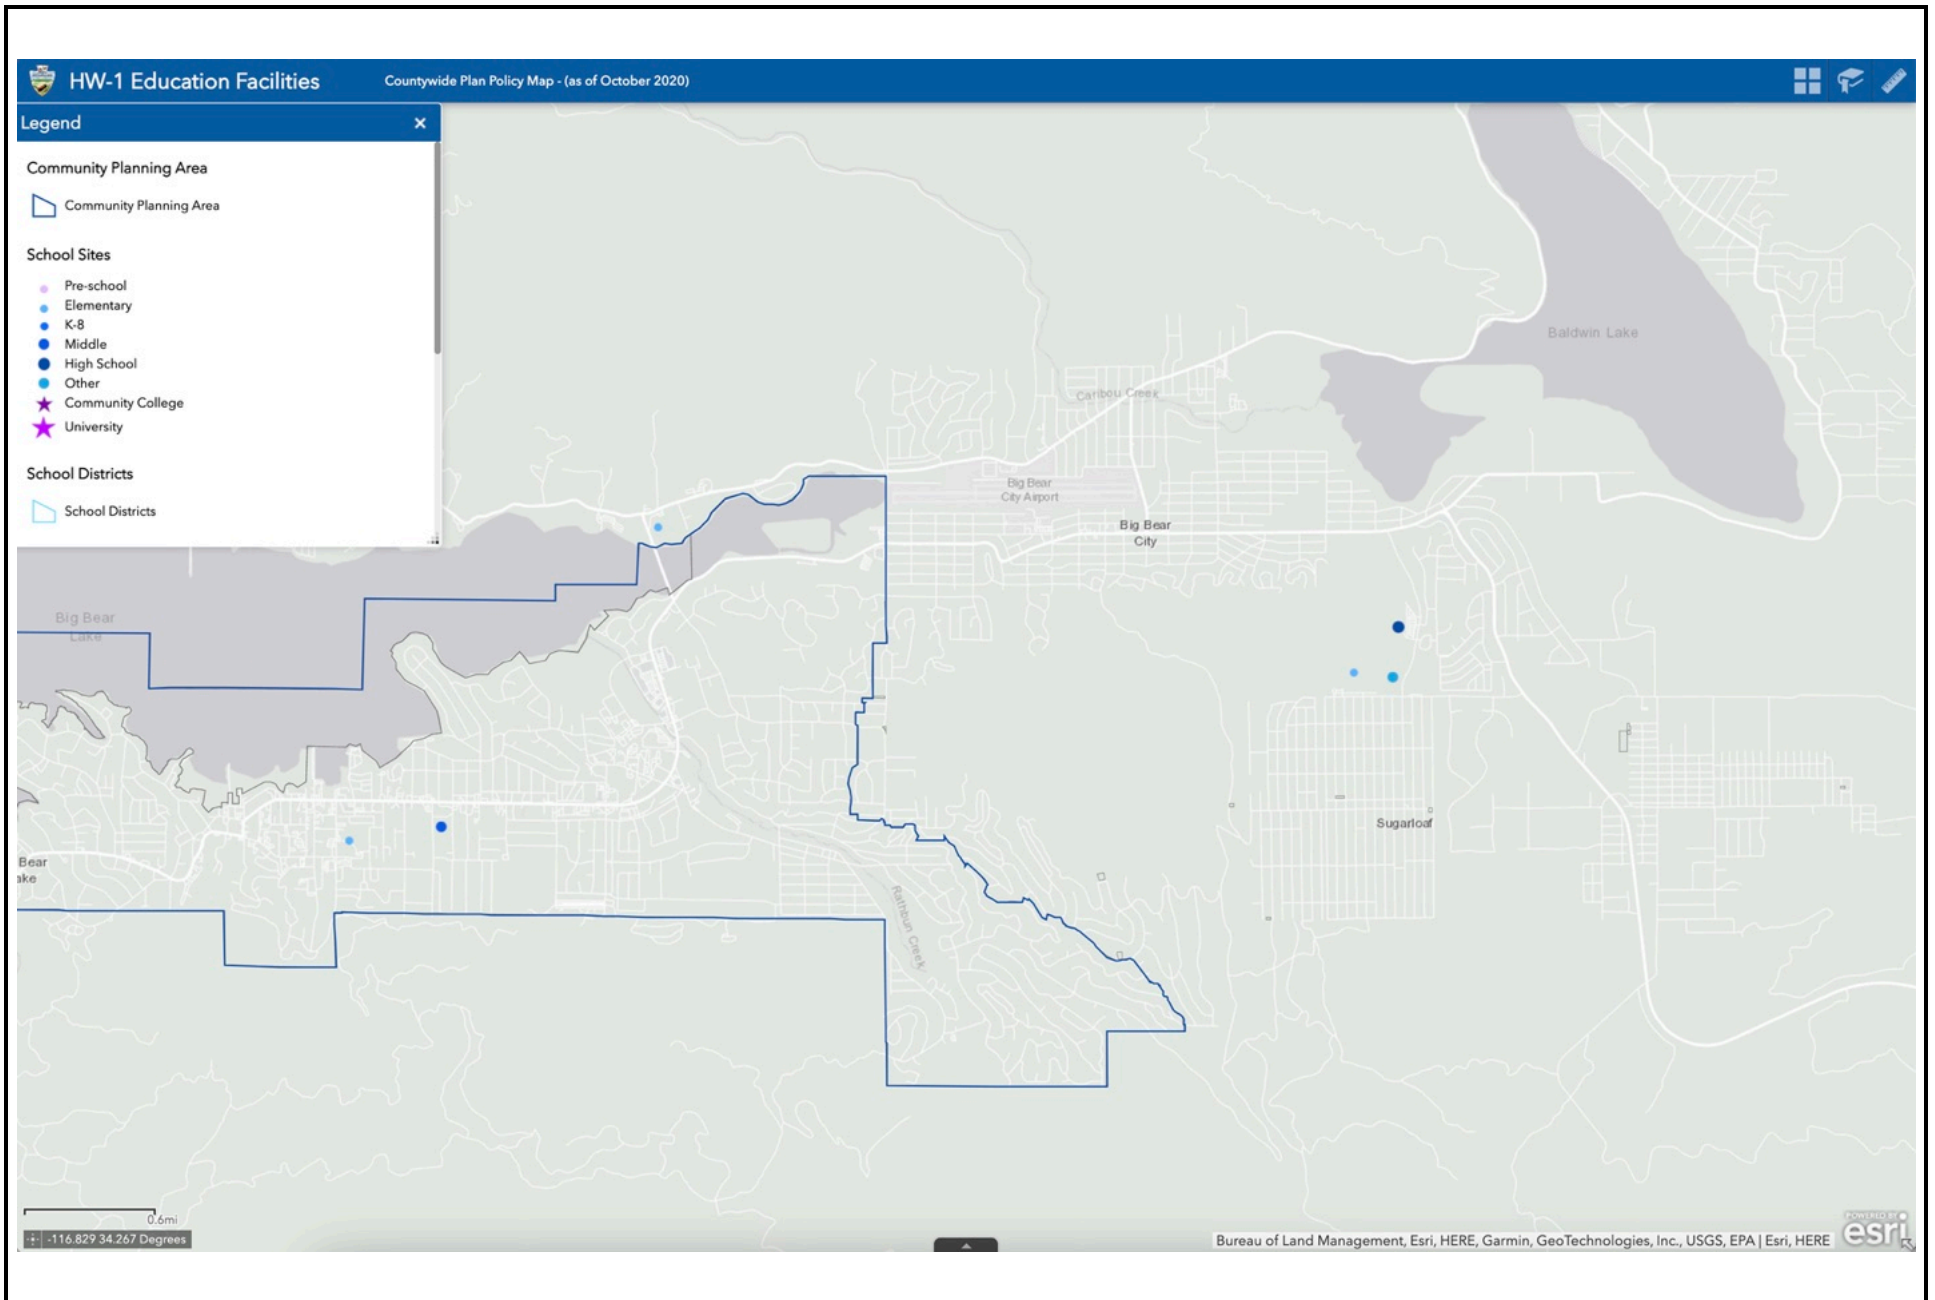 HW-1 Education Facilities
Countywide Plan Policy Map - (as of October 2020)
Legend
Community Planning Area
Community Planning Area
School Sites
Pre-school
Elementary
K-8
Middle
High School
Other
Community College
University
School Districts
School Districts
Baldwin Lake
Caribou Creek
Big Bear
City Airport
Big Bear
City
Big Bear
Lake
Sugarloaf
Bear
ake
Rathbun Creek
0.6mi
-116.829 34.267 Degrees
Bureau of Land Management, Esri, HERE, Garmin, GeoTechnologies, Inc., USGS, EPA | Esri, HERE
POWERED BY
esri